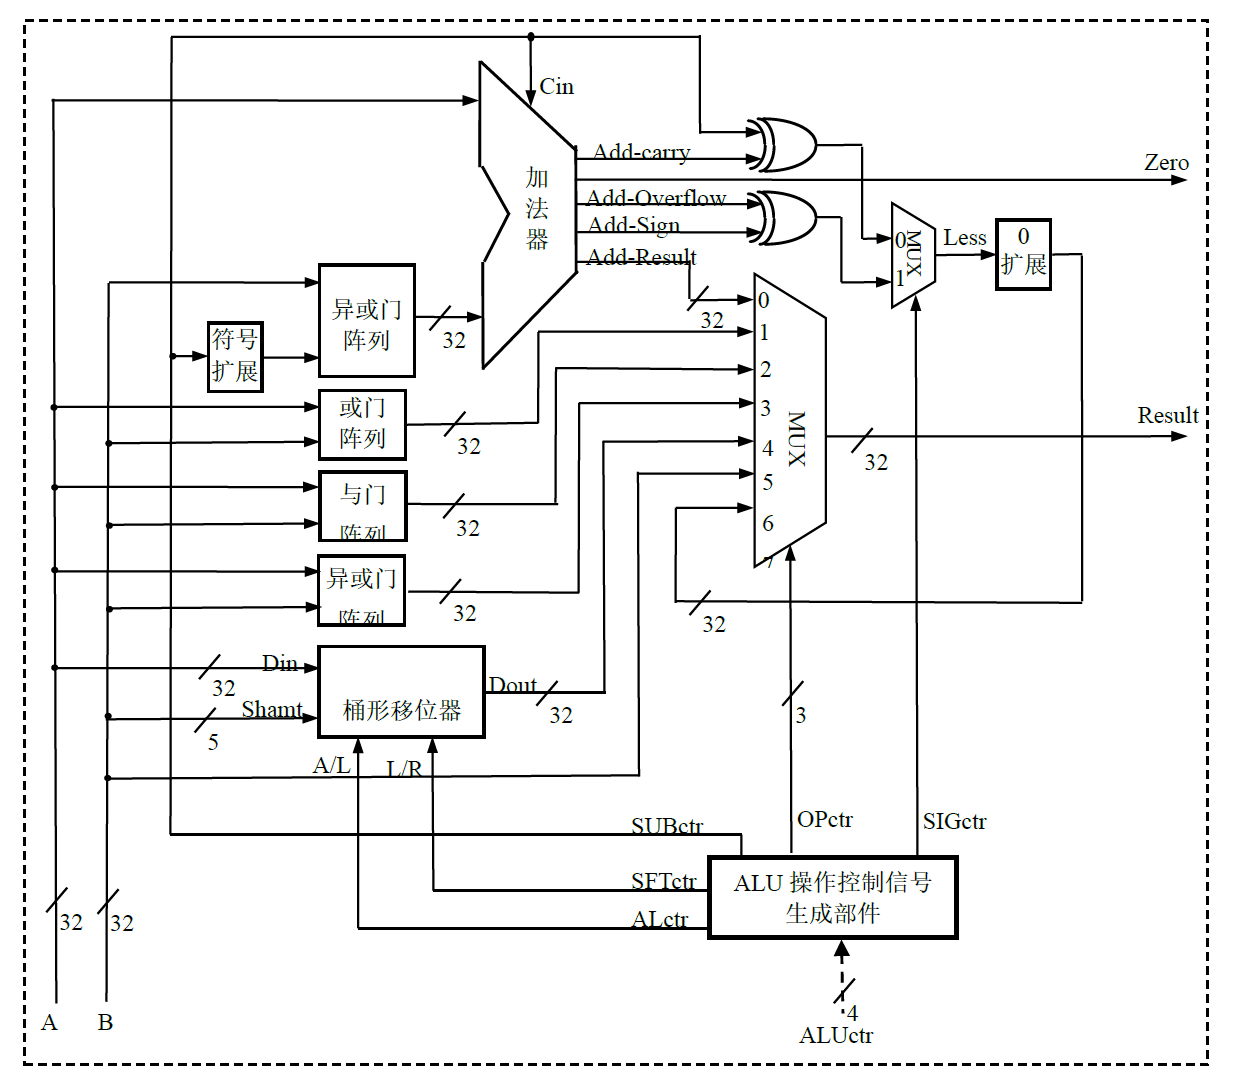 Cin
Add-carry
Zero
加
法
器
Add-Overflow
Add-Sign
Add-Result
0
MUX
1
Less
0
扩展
异或门
阵列
32
符号
扩展
32
0
1
2
3
4
5
6
7
MUX
32
Result
或门
阵列
32
与门
阵列
32
异或门
阵列
32
32
Din
32
Shamt
5
桶形移位器
Dout
32
3
A/L
L/R
SUBctr
OPctr
SIGctr
SFTctr
ALctr
ALU 操作控制信号
生成部件
32
32
4
A
B
ALUctr